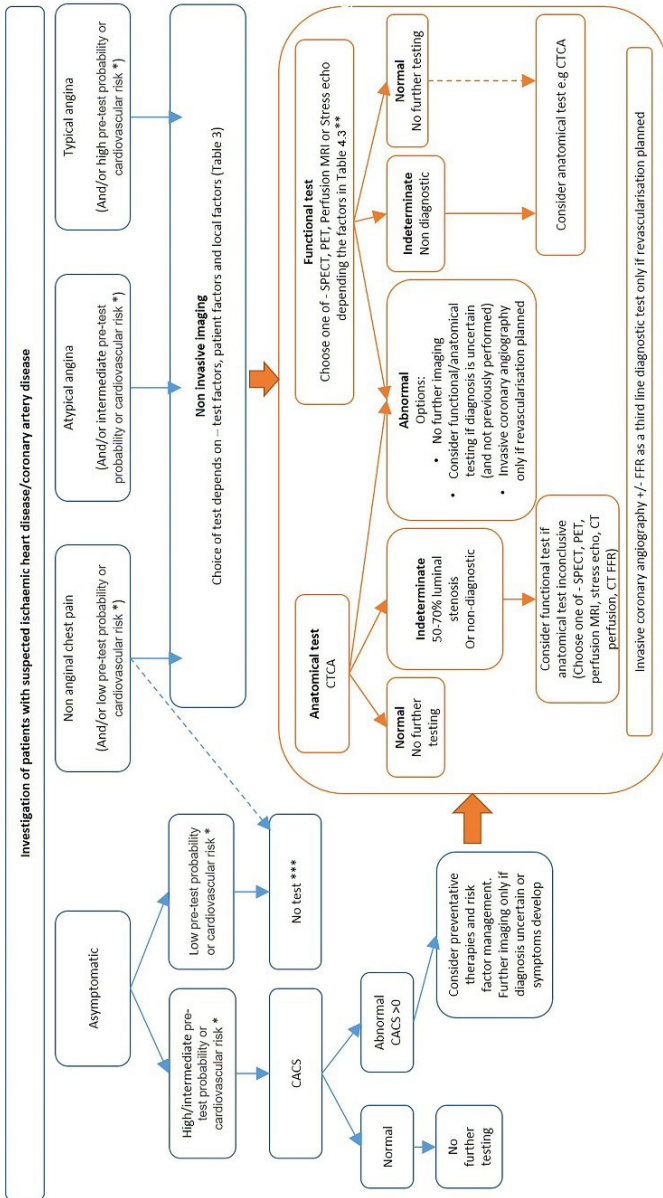 Investigation of patients with suspected ischaemic heart disease/coronary artery disease
Asymptomatic
Non anginal chest pain
(And/or low pre-test probability or
cardiovascular risk *)
Atypical angina
(And/or intermediate pre-test
probability or cardiovascular risk *)
Typical angina
(And/or high pre-test probability or
cardiovascular risk *)
High/intermediate pre-
test probability or
cardiovascular risk *
Low pre-test probability
or cardiovascular risk *
Non invasive imaging
Choice of test depends on – test factors, patient factors and local factors (Table 3)
CACS
No test ***
Normal
Abnormal
CACS >0
No
further
testing
Consider preventative
therapies and risk
factor management.
Further imaging only if
diagnosis uncertain or
symptoms develop
Anatomical test
CTCA
Functional test
Choose one of - SPECT, PET, Perfusion MRI or Stress echo
depending the factors in Table 4.3 **
Normal
No further
testing
Indeterminate
50-70% luminal
stenosis
Or non-diagnostic
Abnormal
Options:
• No further imaging
• Consider functional/anatomical
testing if diagnosis is uncertain
(and not previously performed)
• Invasive coronary angiography
only if revascularisation planned
Indeterminate
Non diagnostic
Normal
No further testing
Consider functional test if
anatomical test inconclusive
(Choose one of - SPECT, PET,
perfusion MRI, stress echo, CT
perfusion, CT FFR)
Consider anatomical test e.g CTCA
Invasive coronary angiography +/- FFR as a third line diagnostic test only if revascularisation planned